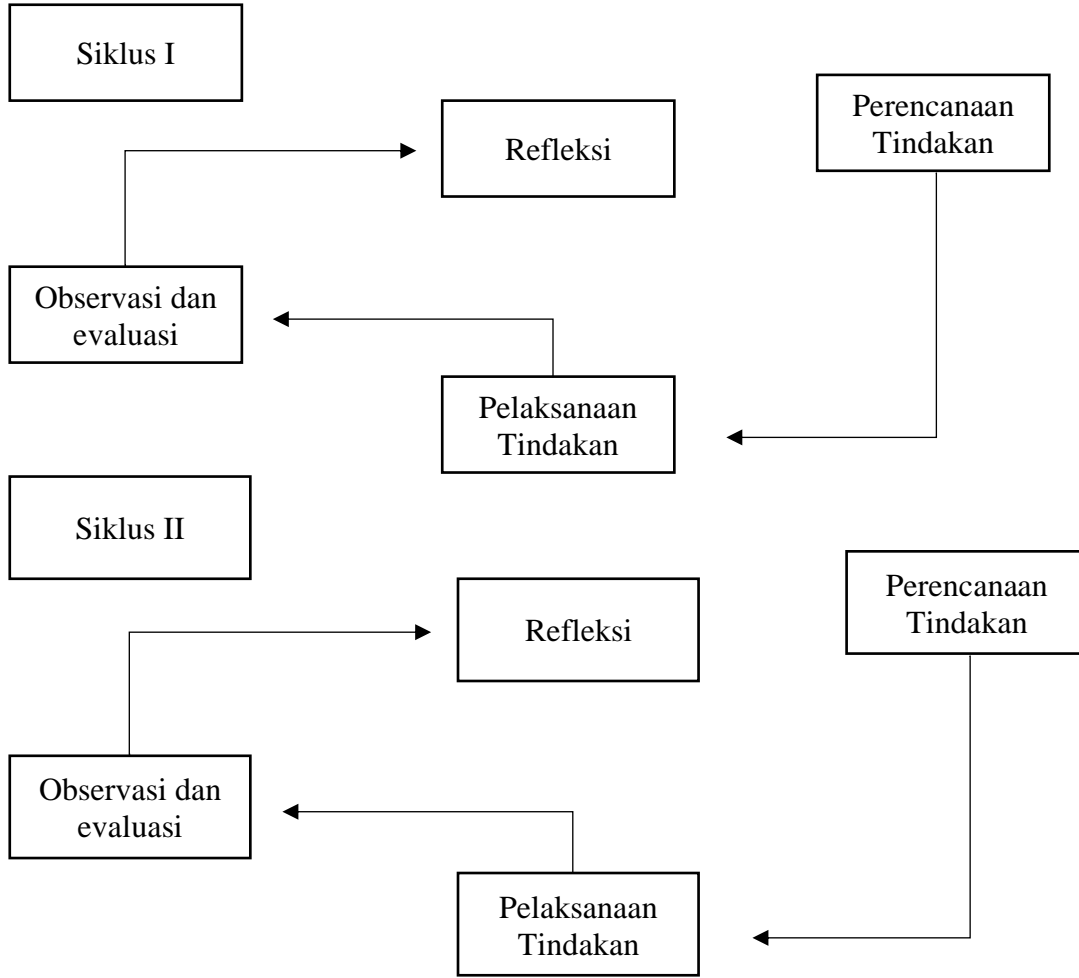 Siklus I
Refleksi
Perencanaan
Tindakan
Observasi dan
evaluasi
Pelaksanaan
Tindakan
Siklus II
Refleksi
Perencanaan
Tindakan
Observasi dan
evaluasi
Pelaksanaan
Tindakan